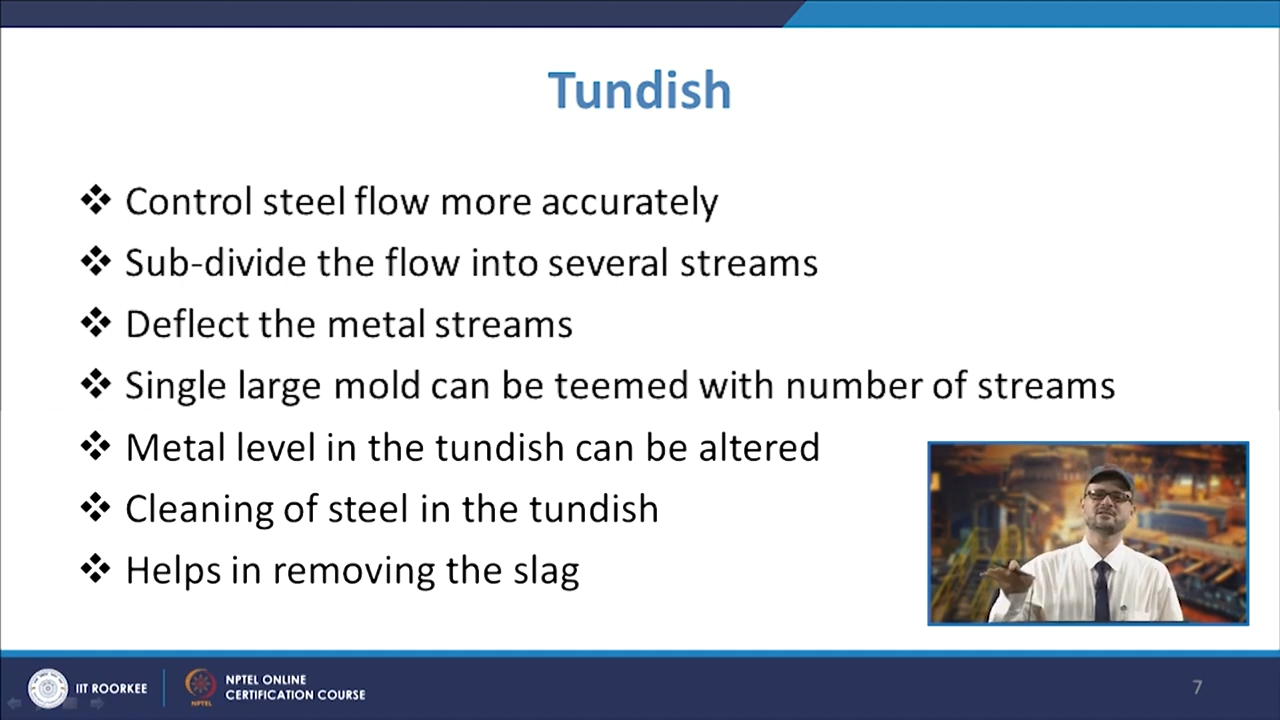 Tundish
❖ Control steel flow more accurately
❖ Sub-divide the flow into several streams
❖ Deflect the metal streams
❖ Single large mold can be teemed with number of streams
❖ Metal level in the tundish can be altered
❖ Cleaning of steel in the tundish
❖ Helps in removing the slag
IIT ROORKEE
NPTEL
NPTEL ONLINE
CERTIFICATION COURSE
7